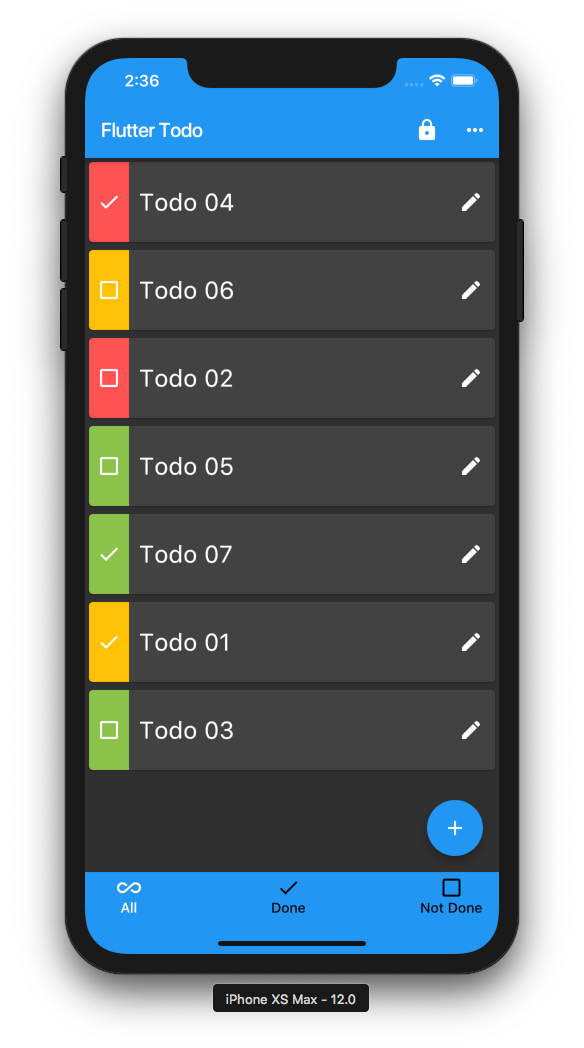 2:36
Flutter Todo
Todo 04
Todo 06
Todo 02
Todo 05
Todo 07
Todo 01
Todo 03
All Done Not Done
iPhone XS Max - 12.0